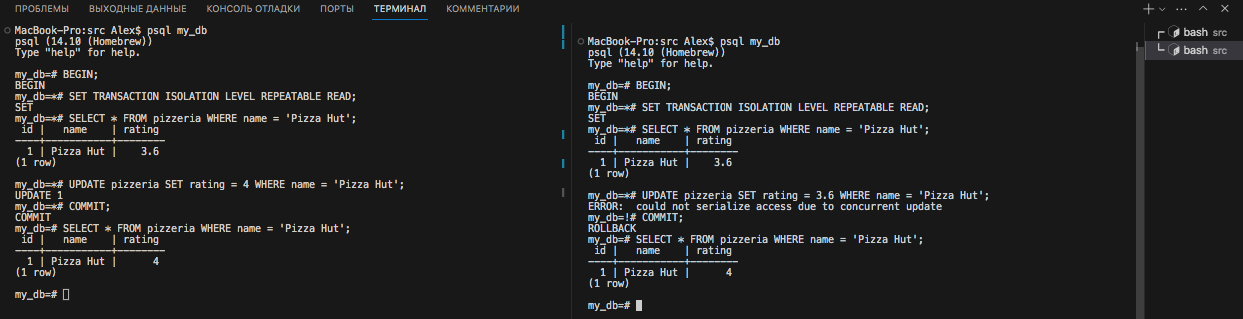 ПРОБЛЕМЫ ВЫХОДНЫЕ ДАННЫЕ КОНСОЛЬ ОТЛАДКИ ПОРТЫ ТЕРМИНАЛ КОММЕНТАРИИ
MacBook-Pro:src Alex$ psql my_db
psql (14.10 (Homebrew))
Type "help" for help.
my_db=# BEGIN;
BEGIN
my_db=*# SET TRANSACTION ISOLATION LEVEL REPEATABLE READ;
SET
my_db=*# SELECT * FROM pizzeria WHERE name = 'Pizza Hut';
 id |   name    | rating
----+-----------+--------
  1 | Pizza Hut |    3.6
(1 row)
my_db=*# UPDATE pizzeria SET rating = 4 WHERE name = 'Pizza Hut';
UPDATE 1
my_db=*# COMMIT;
COMMIT
my_db=# SELECT * FROM pizzeria WHERE name = 'Pizza Hut';
 id |   name    | rating
----+-----------+--------
  1 | Pizza Hut |      4
(1 row)
my_db=#
MacBook-Pro:src Alex$ psql my_db
psql (14.10 (Homebrew))
Type "help" for help.
my_db=# BEGIN;
BEGIN
my_db=*# SET TRANSACTION ISOLATION LEVEL REPEATABLE READ;
SET
my_db=*# SELECT * FROM pizzeria WHERE name = 'Pizza Hut';
 id |   name    | rating
----+-----------+--------
  1 | Pizza Hut |    3.6
(1 row)
my_db=*# UPDATE pizzeria SET rating = 3.6 WHERE name = 'Pizza Hut';
ERROR:  could not serialize access due to concurrent update
my_db=!# COMMIT;
ROLLBACK
my_db=# SELECT * FROM pizzeria WHERE name = 'Pizza Hut';
 id |   name    | rating
----+-----------+--------
  1 | Pizza Hut |      4
(1 row)
my_db=#
bash src
bash src